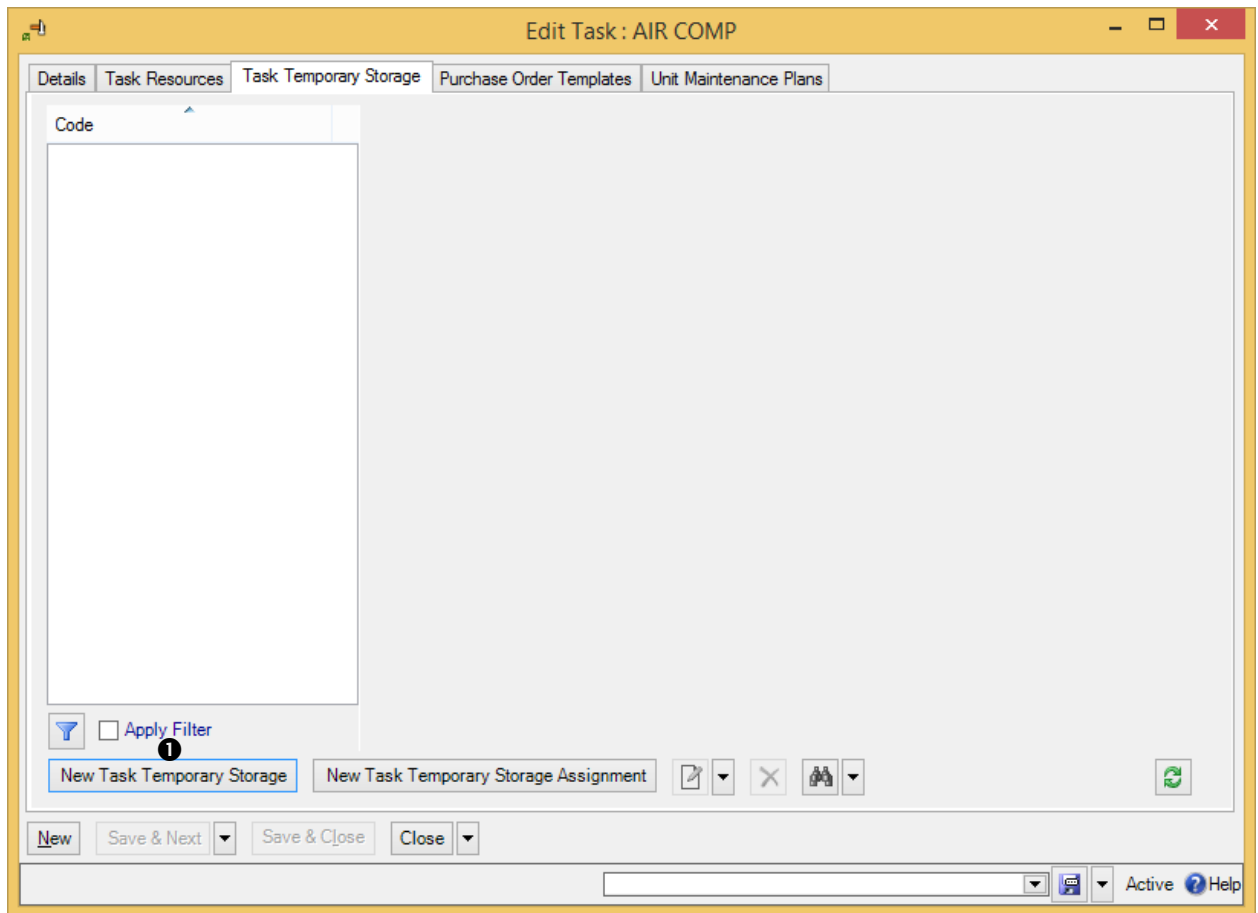 Edit Task : AIR COMP
Details Task Resources Task Temporary Storage Purchase Order Templates Unit Maintenance Plans
Code
Apply Filter
❶
New Task Temporary Storage New Task Temporary Storage Assignment
New Save & Next Save & Close Close
Active Help